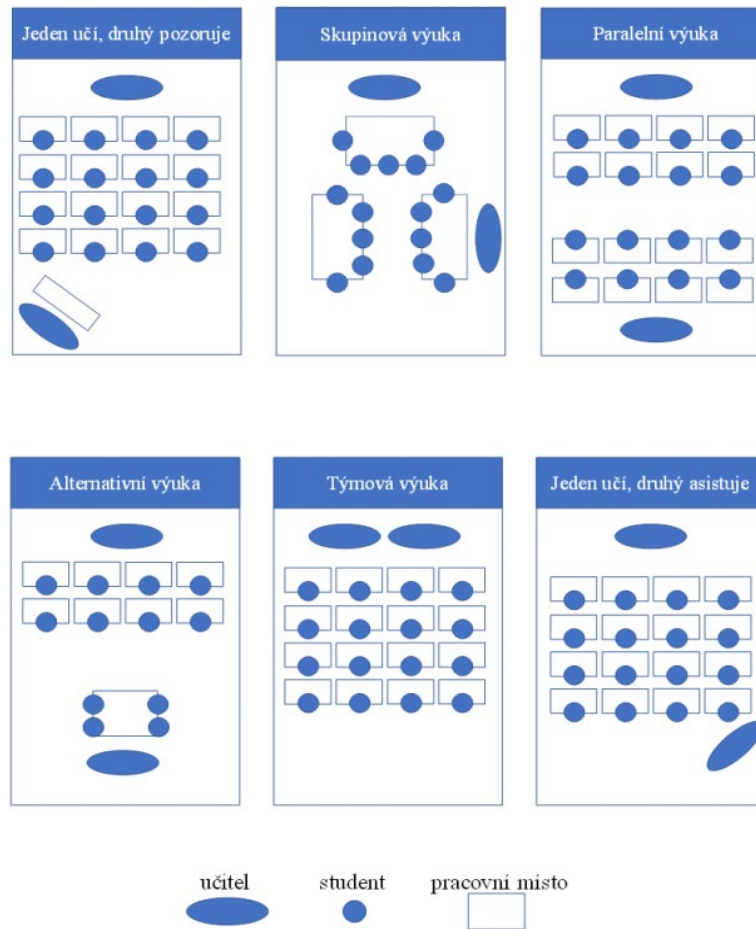 Jeden učí, druhý pozoruje
Skupinová výuka
Paralelní výuka
Alternativní výuka
Týmová výuka
Jeden učí, druhý asistuje
učitel
student
pracovní místo